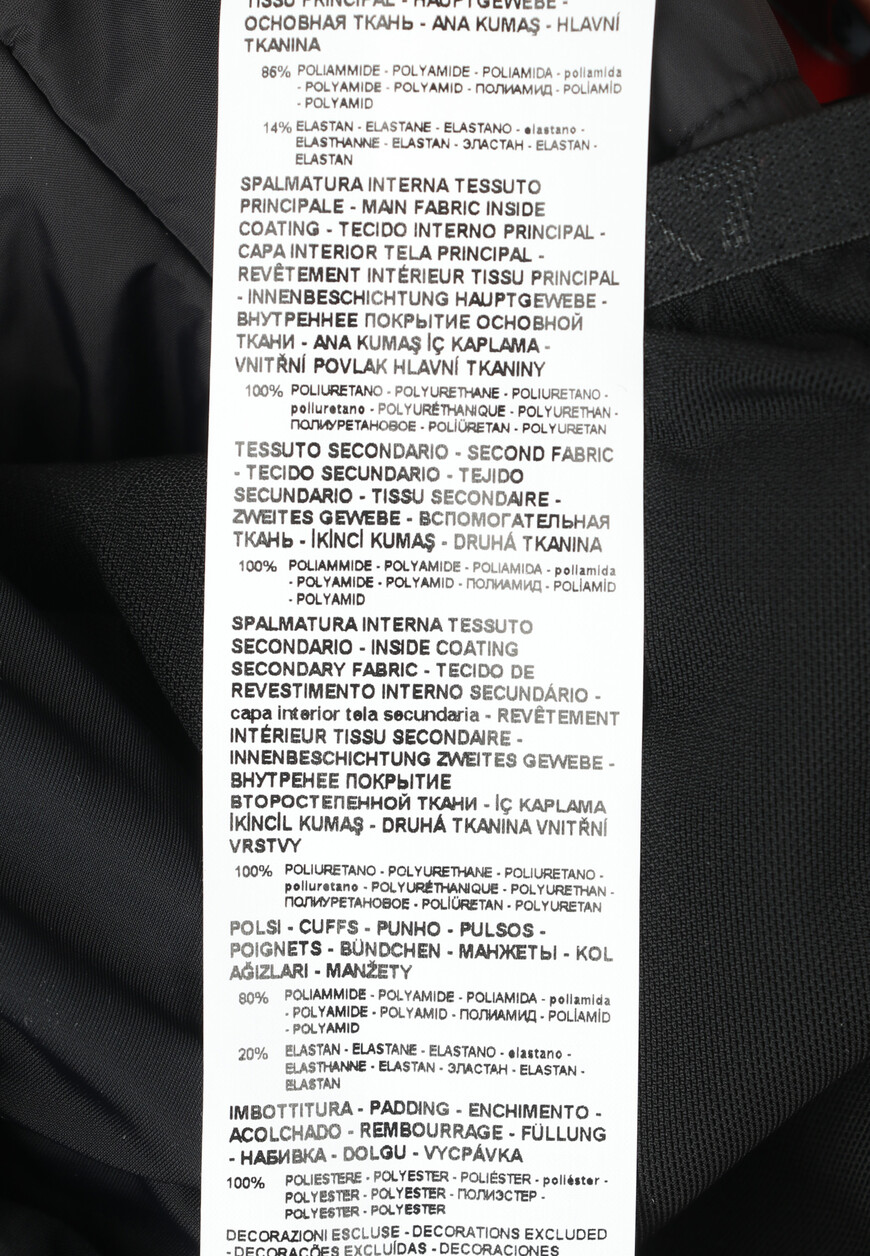 TISSU PRINCIPAL - HAUPTGEWEBE -
ОСНОВНАЯ ТКАНЬ - ANA KUMAŞ - HLAVNÍ
TKANINA
86% POLIAMMIDE - POLYAMIDE - POLIAMIDA - poliamida
- POLYAMIDE - POLYAMID - ПОЛИАМИД - POLİAMİD
- POLYAMID
14% ELASTAN - ELASTANE - ELASTANO - elastano -
ELASTHANNE - ELASTAN - ЭЛАСТАН - ELASTAN -
ELASTAN
SPALMATURA INTERNA TESSUTO
PRINCIPALE - MAIN FABRIC INSIDE
COATING - TECIDO INTERNO PRINCIPAL -
CAPA INTERIOR TELA PRINCIPAL -
REVÊTEMENT INTÉRIEUR TISSU PRINCIPAL
- INNENBESCHICHTUNG HAUPTGEWEBE -
ВНУТРЕННЕЕ ПОКРЫТИЕ ОСНОВНОЙ
ТКАНИ - ANA KUMAŞ İÇ KAPLAMA -
VNITŘNÍ POVLAK HLAVNÍ TKANINY
100% POLIURETANO - POLYURETHANE - POLIURETANO -
poliuretano - POLYURÉTHANIQUE - POLYURETHAN -
ПОЛИУРЕТАНОВОЕ - POLİÜRETAN - POLYURETAN
TESSUTO SECONDARIO - SECOND FABRIC
- TECIDO SECUNDARIO - TEJIDO
SECUNDARIO - TISSU SECONDAIRE -
ZWEITES GEWEBE - ВСПОМОГАТЕЛЬНАЯ
ТКАНЬ - İKİNCİ KUMAŞ - DRUHÁ TKANINA
100% POLIAMMIDE - POLYAMIDE - POLIAMIDA - poliamida
- POLYAMIDE - POLYAMID - ПОЛИАМИД - POLİAMİD
- POLYAMID
SPALMATURA INTERNA TESSUTO
SECONDARIO - INSIDE COATING
SECONDARY FABRIC - TECIDO DE
REVESTIMENTO INTERNO SECUNDÁRIO -
capa interior tela secundaria - REVÊTEMENT
INTÉRIEUR TISSU SECONDAIRE -
INNENBESCHICHTUNG ZWEITES GEWEBE -
ВНУТРЕНЕЕ ПОКРЫТИЕ
ВТОРОСТЕПЕННОЙ ТКАНИ - İÇ KAPLAMA
İKİNCİL KUMAŞ - DRUHÁ TKANINA VNITŘNÍ
VRSTVY
100% POLIURETANO - POLYURETHANE - POLIURETANO -
poliuretano - POLYURÉTHANIQUE - POLYURETHAN -
ПОЛИУРЕТАНОВОЕ - POLİÜRETAN - POLYURETAN
POLSI - CUFFS - PUNHO - PULSOS -
POIGNETS - BÜNDCHEN - МАНЖЕТЫ - KOL
AĞIZLARI - MANŽETY
80% POLIAMMIDE - POLYAMIDE - POLIAMIDA - poliamida
- POLYAMIDE - POLYAMID - ПОЛИАМИД - POLİAMİD
- POLYAMID
20% ELASTAN - ELASTANE - ELASTANO - elastano -
ELASTHANNE - ELASTAN - ЭЛАСТАН - ELASTAN -
ELASTAN
IMBOTTITURA - PADDING - ENCHIMENTO -
ACOLCHADO - REMBOURRAGE - FÜLLUNG
- НАБИВКА - DOLGU - VYCPÁVKA
100% POLIESTERE - POLYESTER - POLIÉSTER - poliéster -
POLYESTER - POLYESTER - ПОЛИЭСТЕР -
POLYESTER - POLYESTER
DECORAZIONI ESCLUSE - DECORATIONS EXCLUDED
- DECORAÇÕES EXCLUÍDAS - DECORACIONES